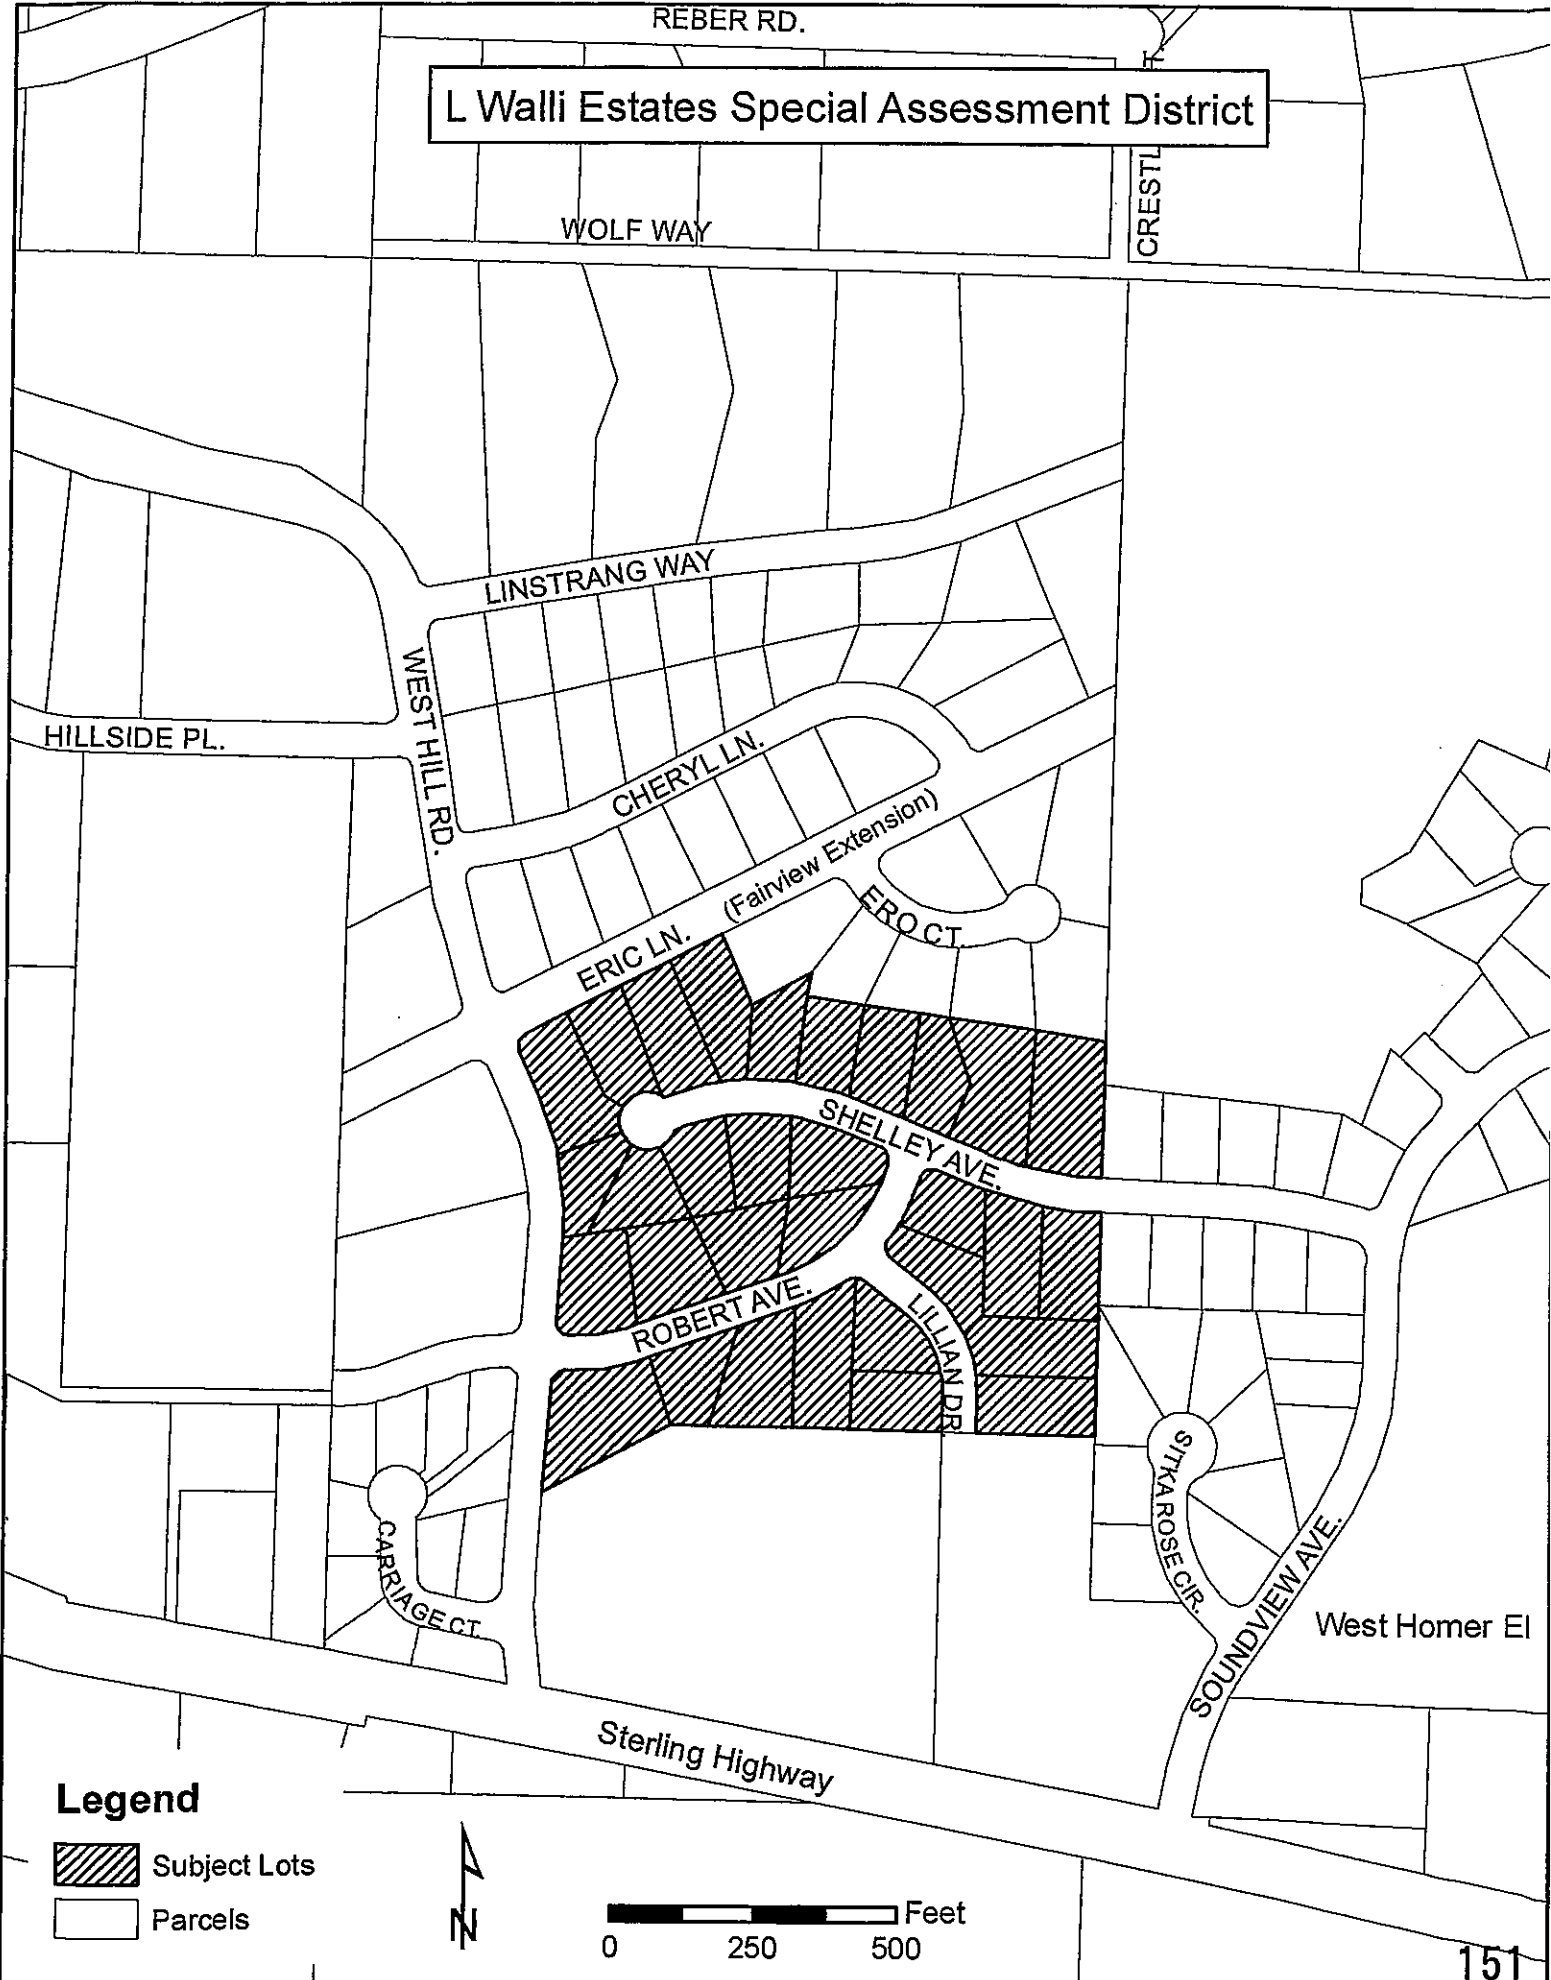 REBER RD.
L Walli Estates Special Assessment District
WOLF WAY
LINSTRANG WAY
WEST HILL RD.
HILLSIDE PL.
CHERYL LN.
(Fairview Extension)
ERO CT.
ERIC LN.
SHELLEY AVE.
ROBERT AVE.
LILLIAN DR
SITKA ROSE CIR.
CARRIAGE CT.
SOUNDVIEW AVE.
West Homer El
Sterling Highway
Legend
Subject Lots
Parcels
N
Feet
0 250 500
151